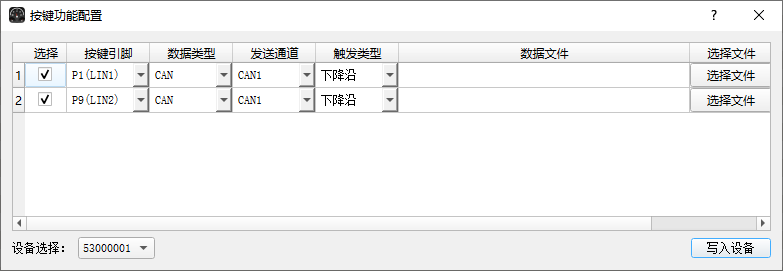 按键功能配置
选择 按键引脚 数据类型 发送通道 触发类型 数据文件 选择文件
1 P1(LIN1) CAN CAN1 下降沿 选择文件
2 P9(LIN2) CAN CAN1 下降沿 选择文件
设备选择： 53000001 写入设备